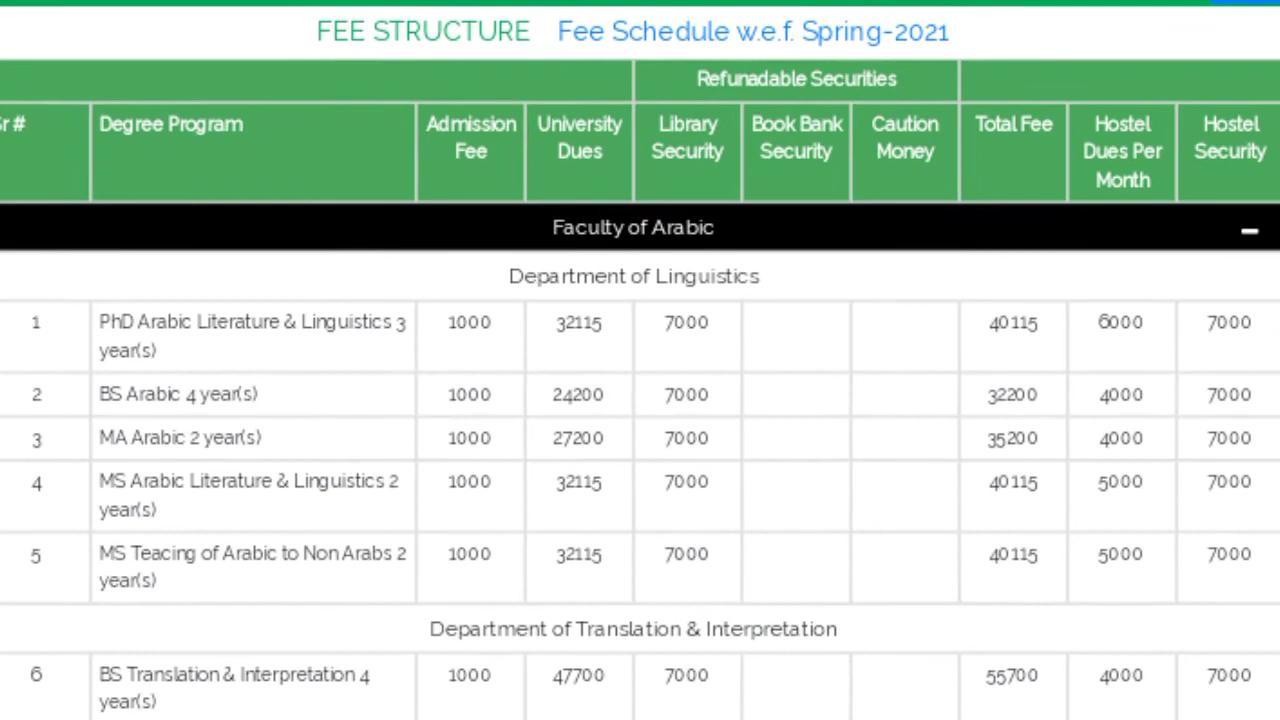 FEE STRUCTURE Fee Schedule w.e.f. Spring-2021
Refunadable Securities
Sr # Degree Program Admission Fee University Dues Library Security Book Bank Security Caution Money Total Fee Hostel Dues Per Month Hostel Security
Faculty of Arabic
Department of Linguistics
1 PhD Arabic Literature & Linguistics 3 year(s) 1000 32115 7000 40115 6000 7000
2 BS Arabic 4 year(s) 1000 24200 7000 32200 4000 7000
3 MA Arabic 2 year(s) 1000 27200 7000 35200 4000 7000
4 MS Arabic Literature & Linguistics 2 year(s) 1000 32115 7000 40115 5000 7000
5 MS Teacing of Arabic to Non Arabs 2 year(s) 1000 32115 7000 40115 5000 7000
Department of Translation & Interpretation
6 BS Translation & Interpretation 4 year(s) 1000 47700 7000 55700 4000 7000